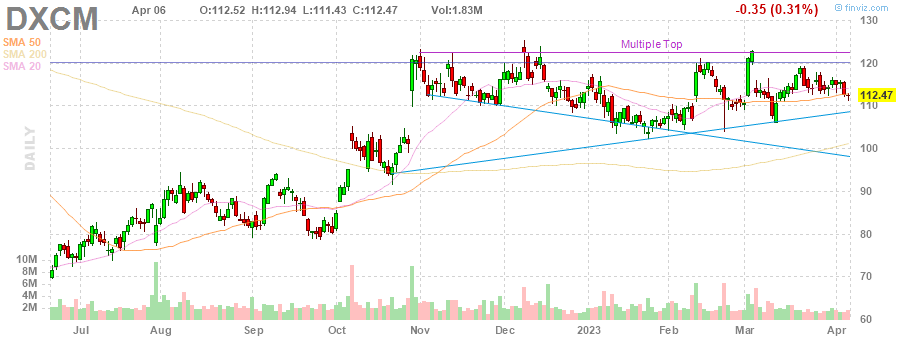 DXCM Apr 06 O:112.52 H:112.94 L:111.43 C:112.47 Vol:1.83M -0.35 (0.31%) finviz.com
SMA 50
SMA 200
SMA 20
Multiple Top
DAILY
130
120
112.47
110
100
90
80
70
60
10M
8M
6M
4M
2M
Jul Aug Sep Oct Nov Dec 2023 Feb Mar Apr